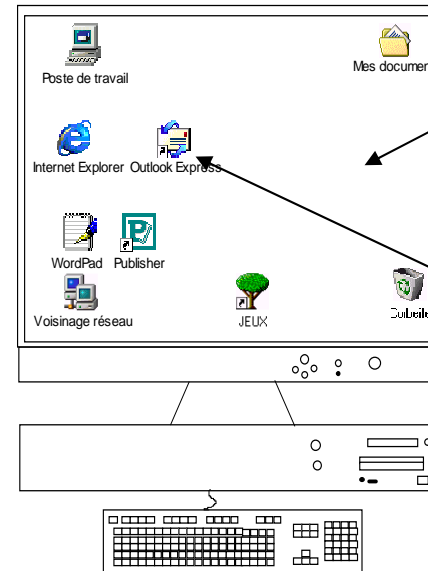 Poste de travail
Mes documen
Internet Explorer
Outlook Express
WordPad
Publisher
Voisinage réseau
JEUX